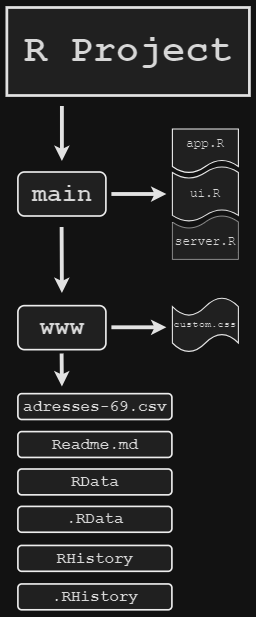 R Project
main
app.R
ui.R
server.R
www
custom.css
adresses-69.csv
Readme.md
RData
.RData
RHistory
.RHistory